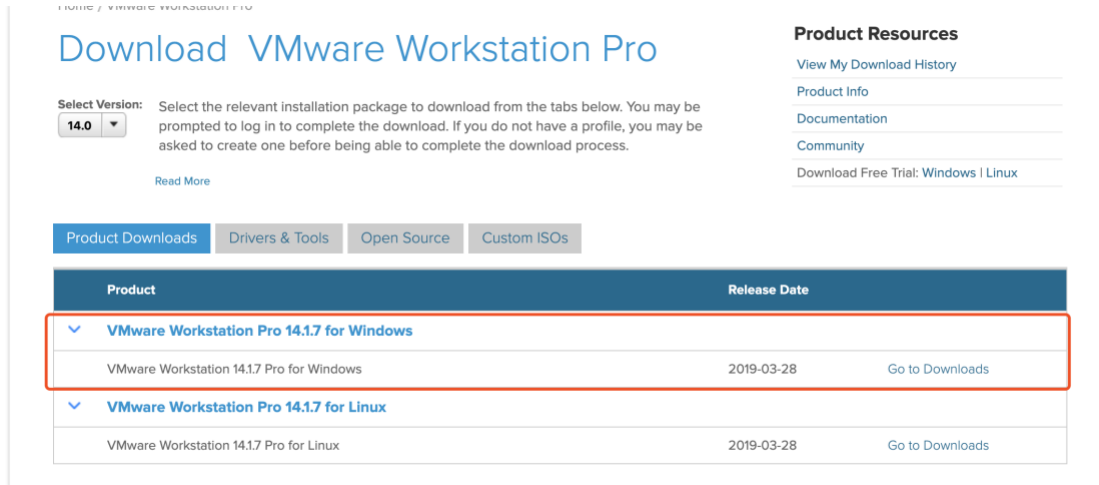 Home / VMware Workstation Pro
Download VMware Workstation Pro
Select Version:
14.0
Select the relevant installation package to download from the tabs below. You may be
prompted to log in to complete the download. If you do not have a profile, you may be
asked to create one before being able to complete the download process.
Read More
Product Resources
View My Download History
Product Info
Documentation
Community
Download Free Trial: Windows | Linux
Product Downloads
Drivers & Tools
Open Source
Custom ISOs
Product Release Date
VMware Workstation Pro 14.1.7 for Windows
VMware Workstation 14.1.7 Pro for Windows 2019-03-28 Go to Downloads
VMware Workstation Pro 14.1.7 for Linux
VMware Workstation 14.1.7 Pro for Linux 2019-03-28 Go to Downloads